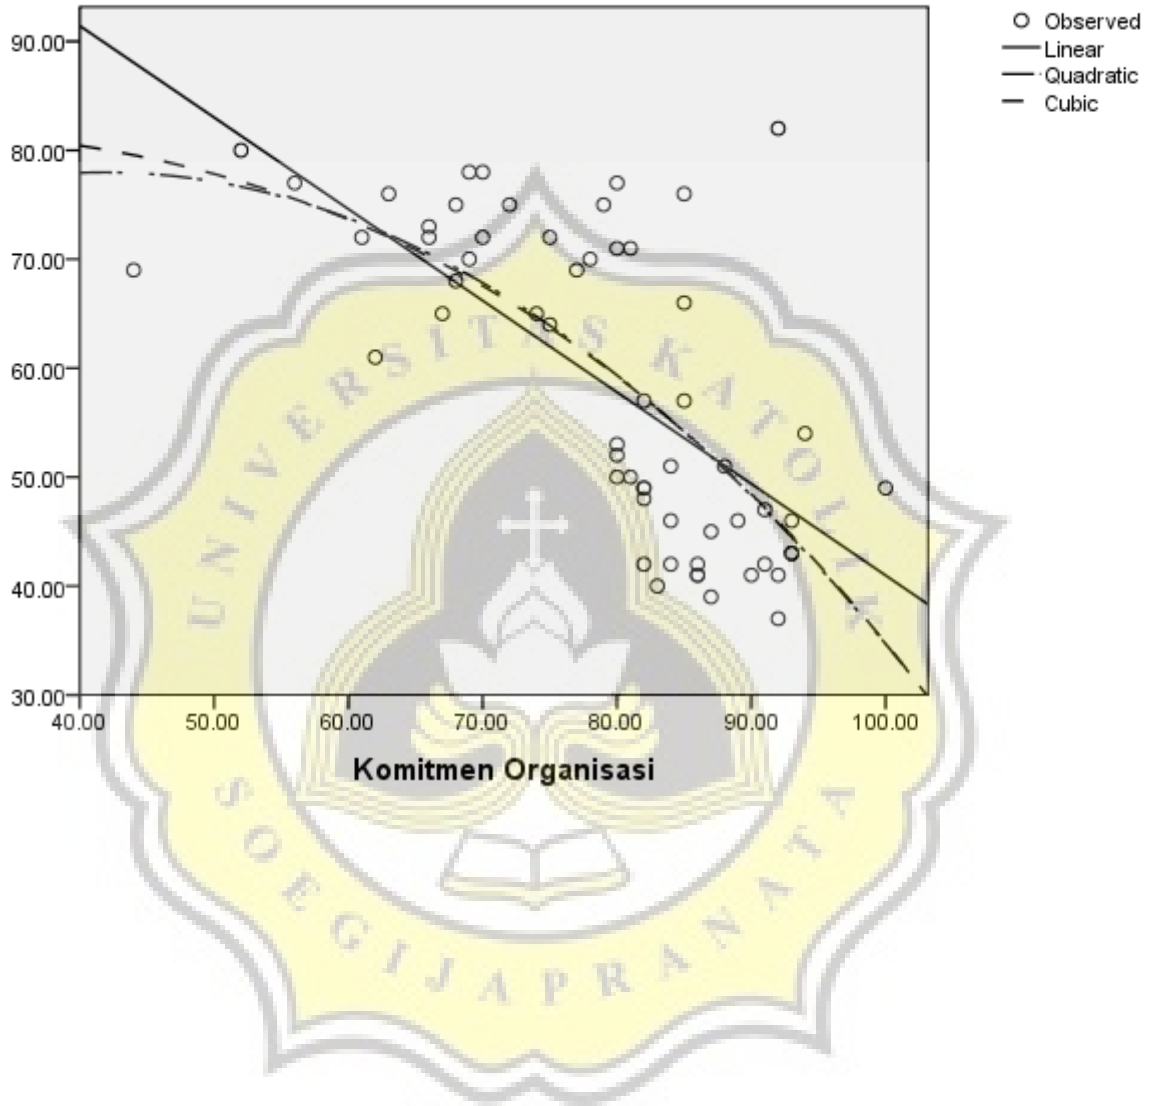 Observed
Linear
Quadratic
Cubic
90.00
80.00
70.00
60.00
50.00
40.00
30.00
40.00 50.00 60.00 70.00 80.00 90.00 100.00
Komitmen Organisasi
UNIVERSITAS KATOLIK
SOEGIJAPRANATA